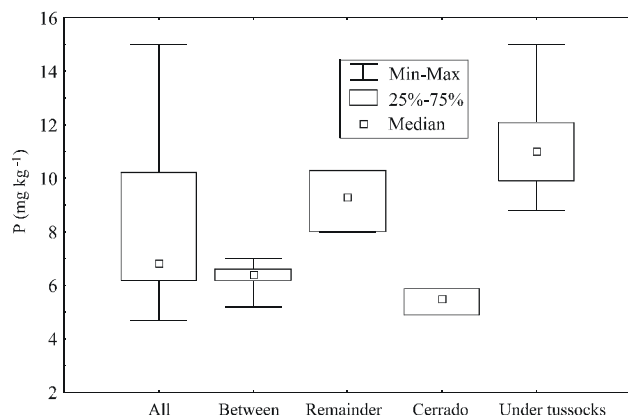 16
14
12
10
8
6
4
2
P (mg kg⁻¹)
Min-Max
25%-75%
Median
All Between Remainder Cerrado Under tussocks